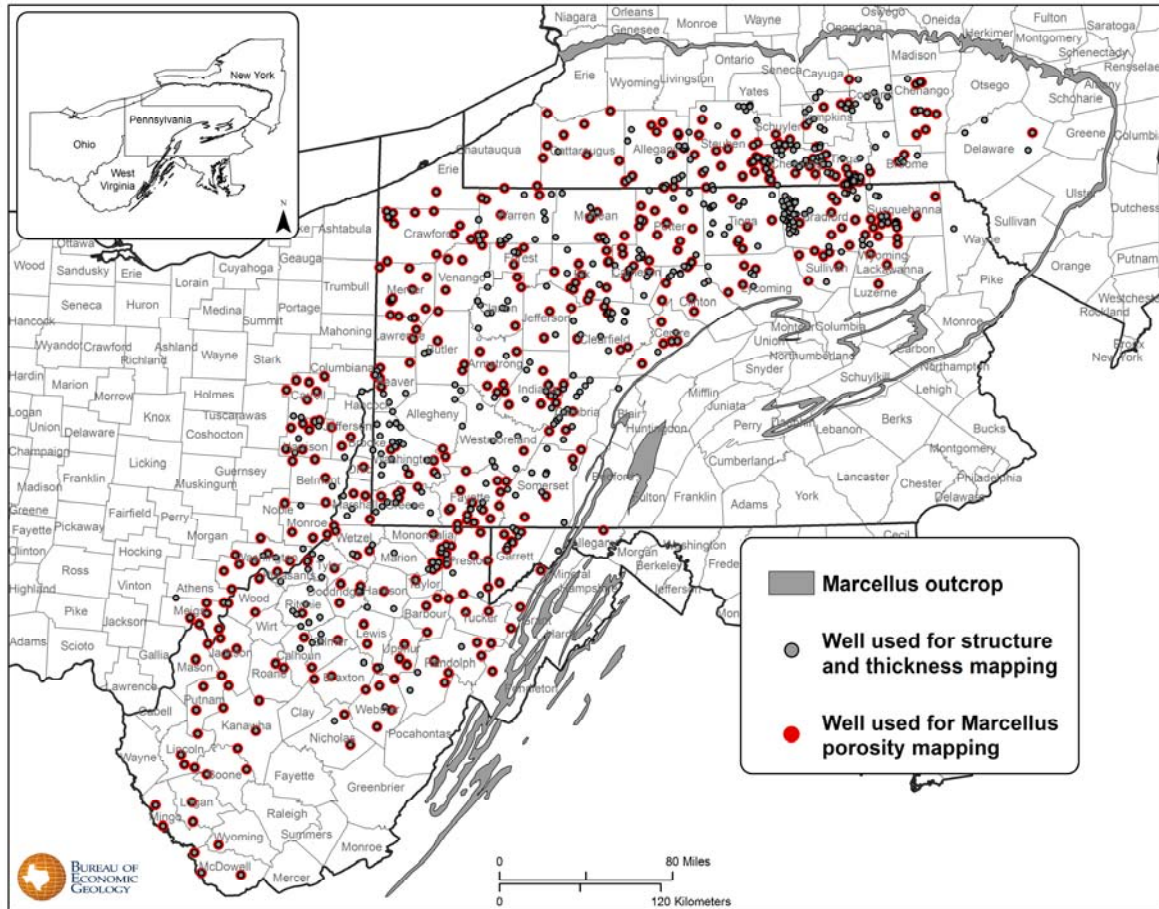 New York
Pennsylvania
Ohio
West
Virginia
N
Niagara
Orleans
Genesee
Monroe
Wayne
Oswego
Onondaga
Oneida
Herkimer
Fulton
Montgomery
Saratoga
Schenectady
Rensselaer
Albany
Erie
Wyoming
Livingston
Ontario
Yates
Seneca
Cayuga
Madison
Chenango
Otsego
Schoharie
Greene
Columbia
Chautauqua
Cattaraugus
Allegan
Steuben
Schuyler
Tioga
Broome
Delaware
Ulster
Sullivan
Dutchess
Orange
Putnam
Westchester
Rockland
Bronx
New York
Erie
Crawford
Warren
McKean
Potter
Tioga
Bradford
Susquehanna
Wayne
Wyoming
Lackawanna
Sullivan
Pike
Luzerne
Monroe
Venango
Forest
Elk
Cameron
Clinton
Lycoming
Mercer
Lawrence
Butler
Jefferson
Clearfield
Centre
Union
Montour
Columbia
Northumberland
Snyder
Carbon
Northampton
Schuylkill
Lehigh
Beaver
Armstrong
Indiana
Allegheny
Westmoreland
Blair
Huntingdon
Mifflin
Juniata
Perry
Dauphin
Lebanon
Berks
Bucks
Montgomery
Philadelphia
Delaware
Chester
Lancaster
York
Adams
Cumberland
Franklin
Fulton
Bedford
Somerset
Washington
Fayette
Greene
Ottawa
Wood
Sandusky
Erie
Lorain
Cuyahoga
Geauga
Ashtabula
Trumbull
Seneca
Huron
Medina
Summit
Portage
Mahoning
Hancock
Wyandot
Crawford
Richland
Ashland
Wayne
Stark
Columbiana
Hardin
Marion
Morrow
Holmes
Carroll
Hancock
Logan
Union
Delaware
Knox
Coshocton
Tuscarawas
Jefferson
Harrison
Brooke
Champaign
Licking
Guernsey
Belmont
Madison
Franklin
Muskingum
Noble
Monroe
Marshall
Greene
Fayette
Pickaway
Fairfield
Perry
Morgan
Washington
Clinton
Ross
Hocking
Athens
Highland
Vinton
Meigs
Pike
Jackson
Adams
Scioto
Gallia
Lawrence
Wetzel
Monongalia
Marion
Preston
Garrett
Allegany
Washington
Cecil
Morgan
Berkeley
Jefferson
Mineral
Hampshire
Tyler
Taylor
Wood
Ritchie
Barbour
Tucker
Grant
Wirt
Lewis
Upshur
Mason
Jackson
Roane
Calhoun
Gilmer
Braxton
Randolph
Pendleton
Putnam
Cabell
Kanawha
Clay
Webster
Nicholas
Pocahontas
Wayne
Lincoln
Boone
Fayette
Greenbrier
Mingo
Logan
Raleigh
Wyoming
Summers
Monroe
McDowell
Mercer
Marcellus outcrop
Well used for structure
and thickness mapping
Well used for Marcellus
porosity mapping
BUREAU OF
ECONOMIC
GEOLOGY
0 80 Miles
0 120 Kilometers